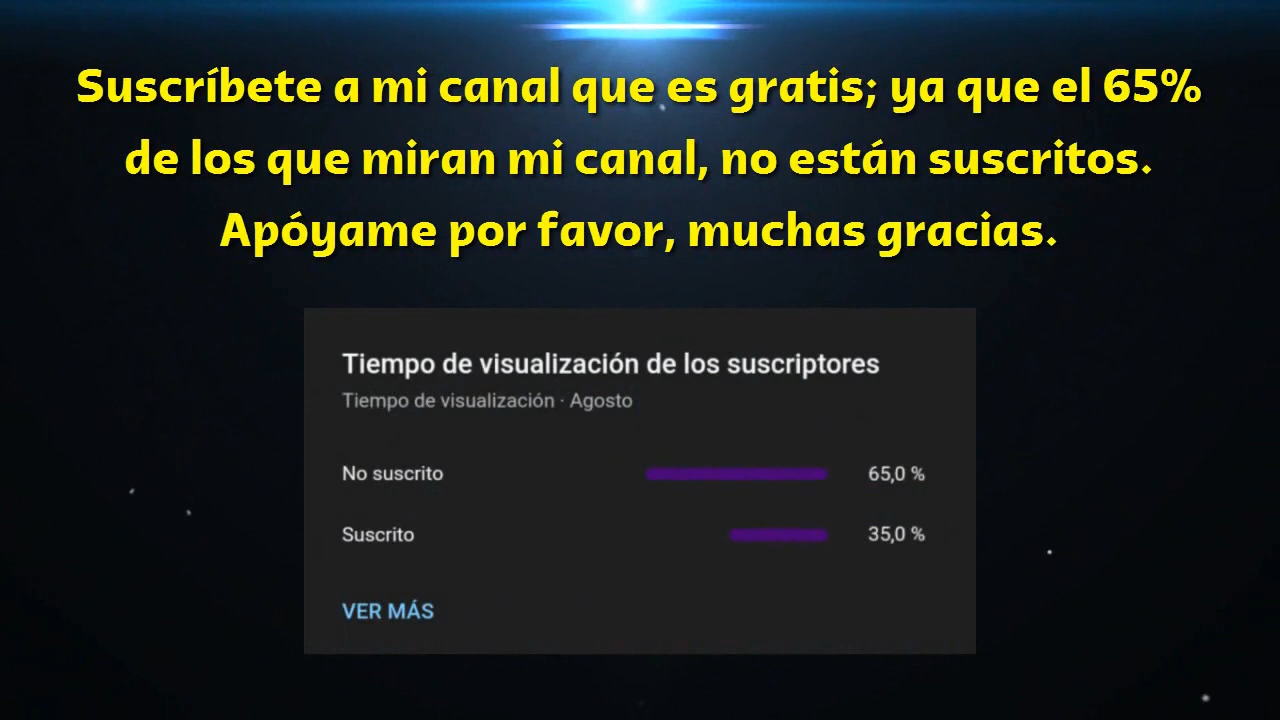 Suscríbete a mi canal que es gratis; ya que el 65%
de los que miran mi canal, no están suscritos.
Apóyame por favor, muchas gracias.
Tiempo de visualización de los suscriptores
Tiempo de visualización · Agosto
No suscrito 65,0 %
Suscrito 35,0 %
VER MÁS